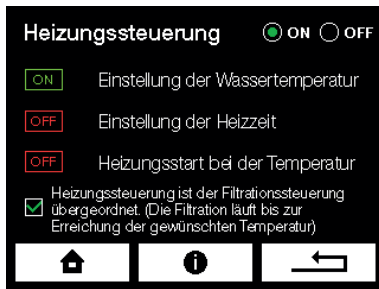 Heizungssteuerung ON OFF
ON Einstellung der Wassertemperatur
OFF Einstellung der Heizzeit
OFF Heizungsstart bei der Temperatur
Heizungssteuerung ist der Filtrationssteuerung
übergeordnet. (Die Filtration läuft bis zur
Erreichung der gewünschten Temperatur)